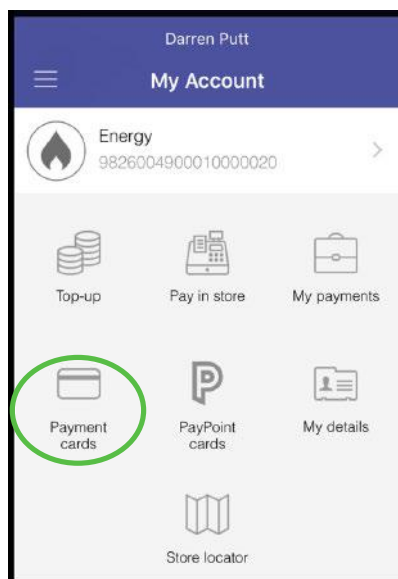 Darren Putt
My Account
Energy
9826004900010000020
Top-up
Pay in store
My payments
Payment
cards
PayPoint
cards
My details
Store locator